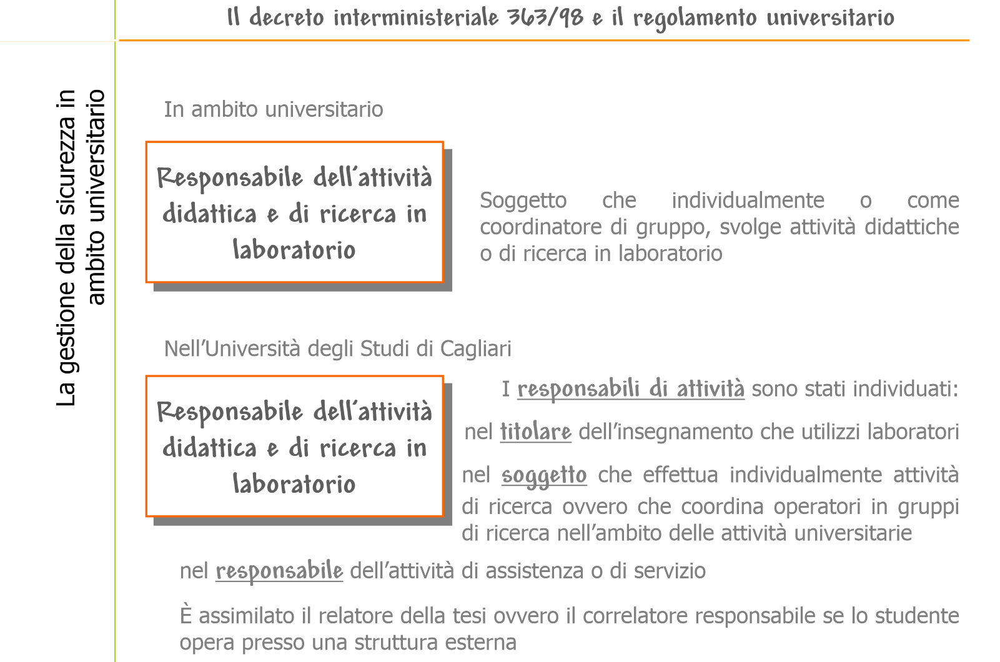 Il decreto interministeriale 363/98 e il regolamento universitario
La gestione della sicurezza in
ambito universitario
In ambito universitario
Responsabile dell'attività
didattica e di ricerca in
laboratorio
Soggetto che individualmente o come
coordinatore di gruppo, svolge attività didattiche
o di ricerca in laboratorio
Nell'Università degli Studi di Cagliari
Responsabile dell'attività
didattica e di ricerca in
laboratorio
I responsabili di attività sono stati individuati:
nel titolare dell'insegnamento che utilizzi laboratori
nel soggetto che effettua individualmente attività
di ricerca ovvero che coordina operatori in gruppi
di ricerca nell'ambito delle attività universitarie
nel responsabile dell'attività di assistenza o di servizio
È assimilato il relatore della tesi ovvero il correlatore responsabile se lo studente
opera presso una struttura esterna